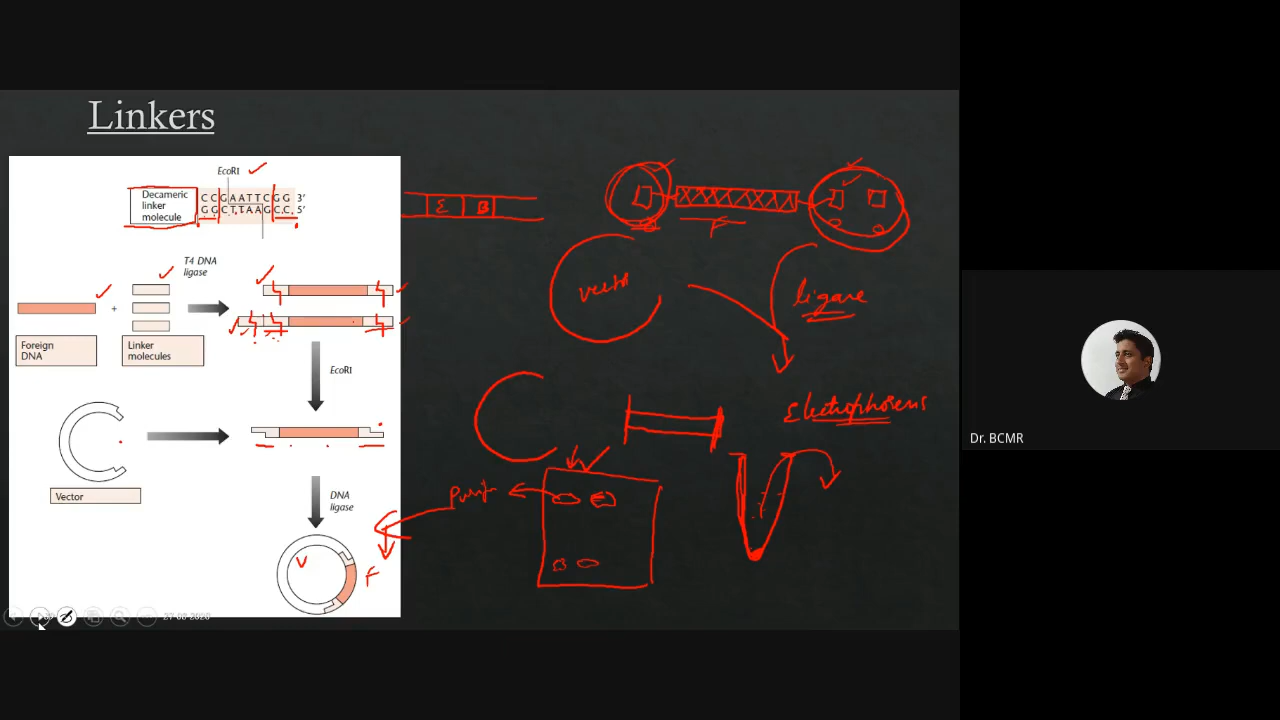 Linkers
EcoRI
Decameric
linker
molecule
C C G A A T T C G G 3′
G G C T T A A G C C 5′
E B
F
T4 DNA
ligase
vector
ligase
+
Foreign
DNA
Linker
molecules
EcoRI
Electrophoresis
Vector
Purif
DNA
ligase
V
F
Dr. BCMR